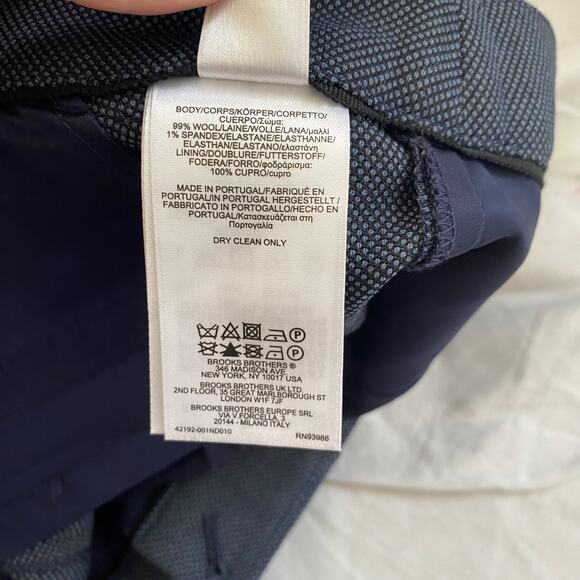 BODY/CORPS/KÖRPER/CORPETTO/
CUERPO/Σώμα:
99% WOOL/LAINE/WOLLE/LANA/μαλλί
1% SPANDEX/ELASTANE/ELASTHANNE/
ELASTHAN/ELASTANO/ελαστάνη
LINING/DOUBLURE/FUTTERSTOFF/
FODERA/FORRO/φοδράρισμα:
100% CUPRO/cupro
MADE IN PORTUGAL/FABRIQUÉ EN
PORTUGAL/IN PORTUGAL HERGESTELLT/
FABBRICATO IN PORTOGALLO/HECHO EN
PORTUGAL/Κατασκευάζεται στη
Πορτογαλία
DRY CLEAN ONLY
BROOKS BROTHERS ®
346 MADISON AVE
NEW YORK, NY 10017 USA
BROOKS BROTHERS UK LTD.
2ND FLOOR, 35 GREAT MARLBOROUGH ST
LONDON W1F 7JF
BROOKS BROTHERS EUROPE SRL
VIA V.FORCELLA, 3
20144 - MILANO ITALY
42192-001ND010 RN93986